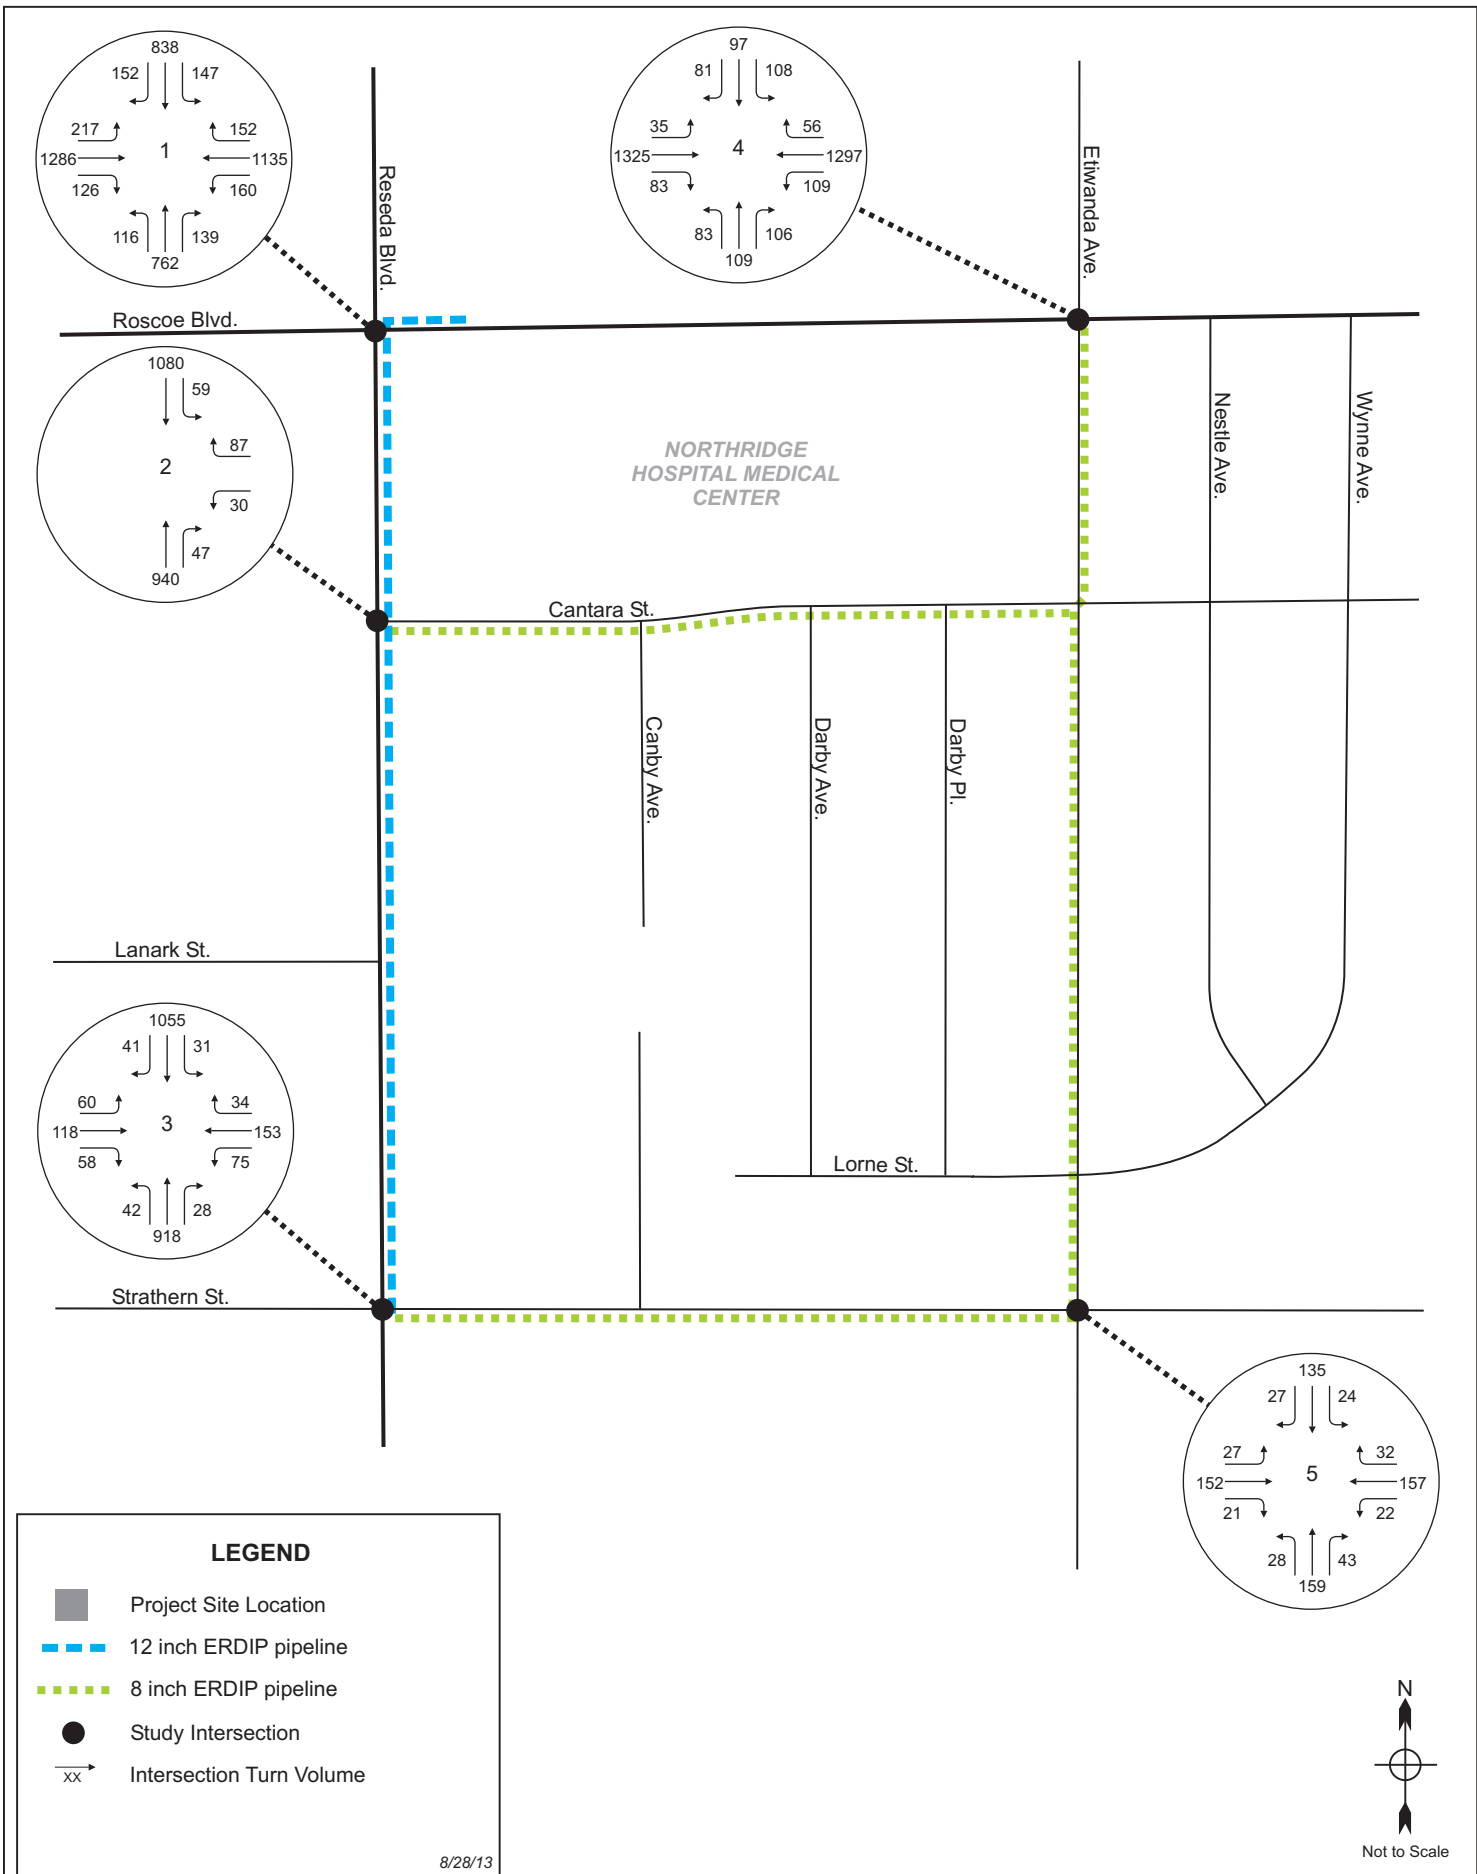 838
152
147
217
152
1286
1
1135
126
160
116
139
762
97
81
108
35
56
1325
4
1297
83
109
83
106
109
Reseda Blvd.
Etiwanda Ave.
Roscoe Blvd.
1080
59
87
2
30
47
940
NORTHRIDGE
HOSPITAL MEDICAL
CENTER
Nestle Ave.
Wynne Ave.
Cantara St.
Canby Ave.
Darby Ave.
Darby Pl.
Lanark St.
1055
41
31
60
34
118
3
153
58
75
42
28
918
Lorne St.
Strathern St.
135
27
24
27
32
152
5
157
21
22
28
43
159
LEGEND
Project Site Location
12 inch ERDIP pipeline
8 inch ERDIP pipeline
Study Intersection
XX
Intersection Turn Volume
8/28/13
N
Not to Scale